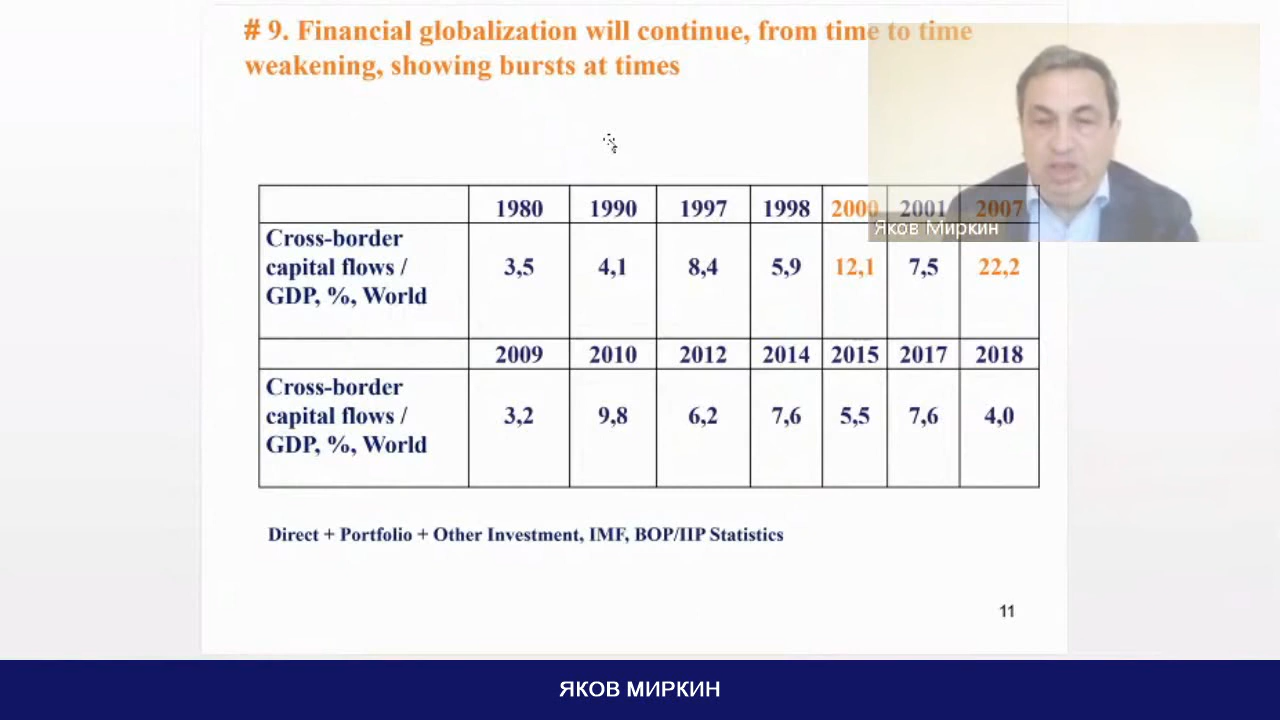 # 9. Financial globalization will continue, from time to time
weakening, showing bursts at times
1980 1990 1997 1998 2000 2001 2007
Яков Миркин
Cross-border
capital flows /
GDP, %, World
3,5 4,1 8,4 5,9 12,1 7,5 22,2
2009 2010 2012 2014 2015 2017 2018
Cross-border
capital flows /
GDP, %, World
3,2 9,8 6,2 7,6 5,5 7,6 4,0
Direct + Portfolio + Other Investment, IMF, BOP/IIP Statistics
11
ЯКОВ МИРКИН